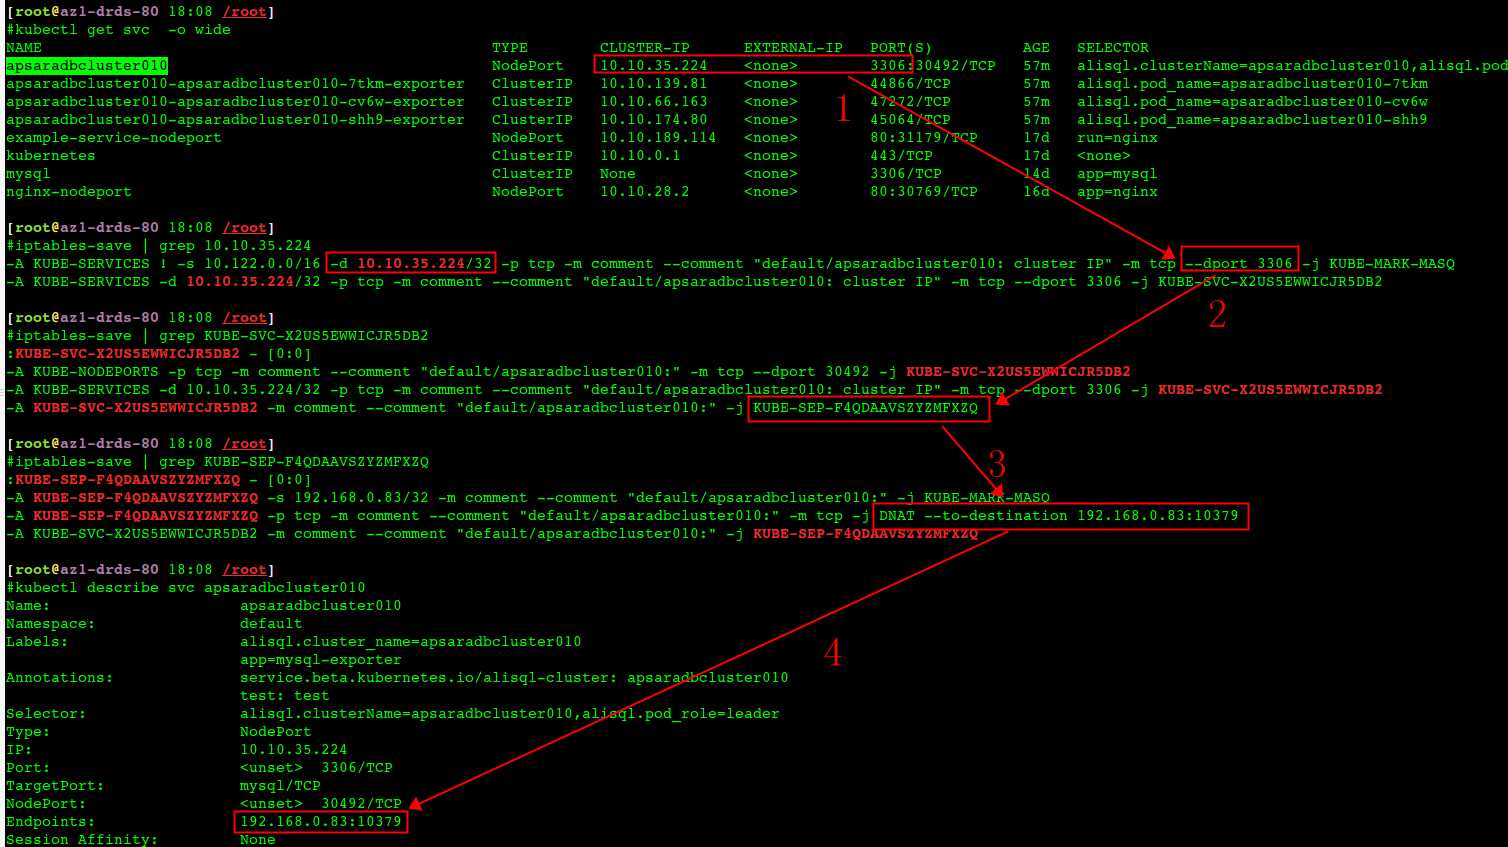 [root@az1-drds-80 18:08 /root]
#kubectl get svc  -o wide
NAME TYPE CLUSTER-IP EXTERNAL-IP PORT(S) AGE SELECTOR
apsaradbcluster010 NodePort 10.10.35.224 <none> 3306:30492/TCP 57m alisql.clusterName=apsaradbcluster010,alisql.pod
apsaradbcluster010-apsaradbcluster010-7tkm-exporter ClusterIP 10.10.139.81 <none> 44866/TCP 57m alisql.pod_name=apsaradbcluster010-7tkm
apsaradbcluster010-apsaradbcluster010-cv6w-exporter ClusterIP 10.10.66.163 <none> 47272/TCP 57m alisql.pod_name=apsaradbcluster010-cv6w
apsaradbcluster010-apsaradbcluster010-shh9-exporter ClusterIP 10.10.174.80 <none> 45064/TCP 57m alisql.pod_name=apsaradbcluster010-shh9
1
example-service-nodeport NodePort 10.10.189.114 <none> 80:31179/TCP 17d run=nginx
kubernetes ClusterIP 10.10.0.1 <none> 443/TCP 17d <none>
mysql ClusterIP None <none> 3306/TCP 14d app=mysql
nginx-nodeport NodePort 10.10.28.2 <none> 80:30769/TCP 16d app=nginx
[root@az1-drds-80 18:08 /root]
#iptables-save | grep 10.10.35.224
-A KUBE-SERVICES ! -s 10.122.0.0/16 -d 10.10.35.224/32 -p tcp -m comment --comment "default/apsaradbcluster010: cluster IP" -m tcp --dport 3306 -j KUBE-MARK-MASQ
-A KUBE-SERVICES -d 10.10.35.224/32 -p tcp -m comment --comment "default/apsaradbcluster010: cluster IP" -m tcp --dport 3306 -j KUBE-SVC-X2US5EWWICJR5DB2
2
[root@az1-drds-80 18:08 /root]
#iptables-save | grep KUBE-SVC-X2US5EWWICJR5DB2
:KUBE-SVC-X2US5EWWICJR5DB2 - [0:0]
-A KUBE-NODEPORTS -p tcp -m comment --comment "default/apsaradbcluster010:" -m tcp --dport 30492 -j KUBE-SVC-X2US5EWWICJR5DB2
-A KUBE-SERVICES -d 10.10.35.224/32 -p tcp -m comment --comment "default/apsaradbcluster010: cluster IP" -m tcp --dport 3306 -j KUBE-SVC-X2US5EWWICJR5DB2
-A KUBE-SVC-X2US5EWWICJR5DB2 -m comment --comment "default/apsaradbcluster010:" -j KUBE-SEP-F4QDAAVSZYZMFXZQ
[root@az1-drds-80 18:08 /root]
#iptables-save | grep KUBE-SEP-F4QDAAVSZYZMFXZQ
3
:KUBE-SEP-F4QDAAVSZYZMFXZQ - [0:0]
-A KUBE-SEP-F4QDAAVSZYZMFXZQ -s 192.168.0.83/32 -m comment --comment "default/apsaradbcluster010:" -j KUBE-MARK-MASQ
-A KUBE-SEP-F4QDAAVSZYZMFXZQ -p tcp -m comment --comment "default/apsaradbcluster010:" -m tcp -j DNAT --to-destination 192.168.0.83:10379
-A KUBE-SVC-X2US5EWWICJR5DB2 -m comment --comment "default/apsaradbcluster010:" -j KUBE-SEP-F4QDAAVSZYZMFXZQ
[root@az1-drds-80 18:08 /root]
#kubectl describe svc apsaradbcluster010
Name: apsaradbcluster010
Namespace: default
Labels: alisql.cluster_name=apsaradbcluster010
4
app=mysql-exporter
Annotations: service.beta.kubernetes.io/alisql-cluster: apsaradbcluster010
test: test
Selector: alisql.clusterName=apsaradbcluster010,alisql.pod_role=leader
Type: NodePort
IP: 10.10.35.224
Port: <unset>  3306/TCP
TargetPort: mysql/TCP
NodePort: <unset>  30492/TCP
Endpoints: 192.168.0.83:10379
Session Affinity: None